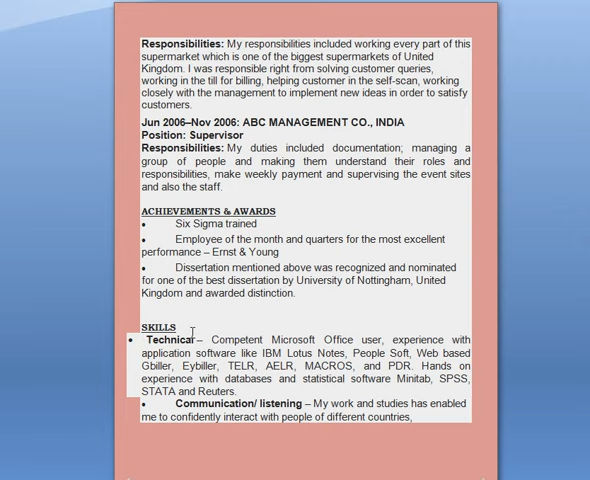 Responsibilities: My responsibilities included working every part of this
supermarket which is one of the biggest supermarkets of United
Kingdom. I was responsible right from solving customer queries,
working in the till for billing, helping customer in the self-scan, working
closely with the management to implement new ideas in order to satisfy
customers.
Jun 2006–Nov 2006: ABC MANAGEMENT CO., INDIA
Position: Supervisor
Responsibilities: My duties included documentation; managing a
group of people and making them understand their roles and
responsibilities, make weekly payment and supervising the event sites
and also the staff.
ACHIEVEMENTS & AWARDS
• Six Sigma trained
• Employee of the month and quarters for the most excellent
performance – Ernst & Young
• Dissertation mentioned above was recognized and nominated
for one of the best dissertation by University of Nottingham, United
Kingdom and awarded distinction.
SKILLS
• Technical – Competent Microsoft Office user, experience with
application software like IBM Lotus Notes, People Soft, Web based
Gbiller, Eybiller, TELR, AELR, MACROS, and PDR. Hands on
experience with databases and statistical software Minitab, SPSS,
STATA and Reuters.
• Communication/ listening – My work and studies has enabled
me to confidently interact with people of different countries,